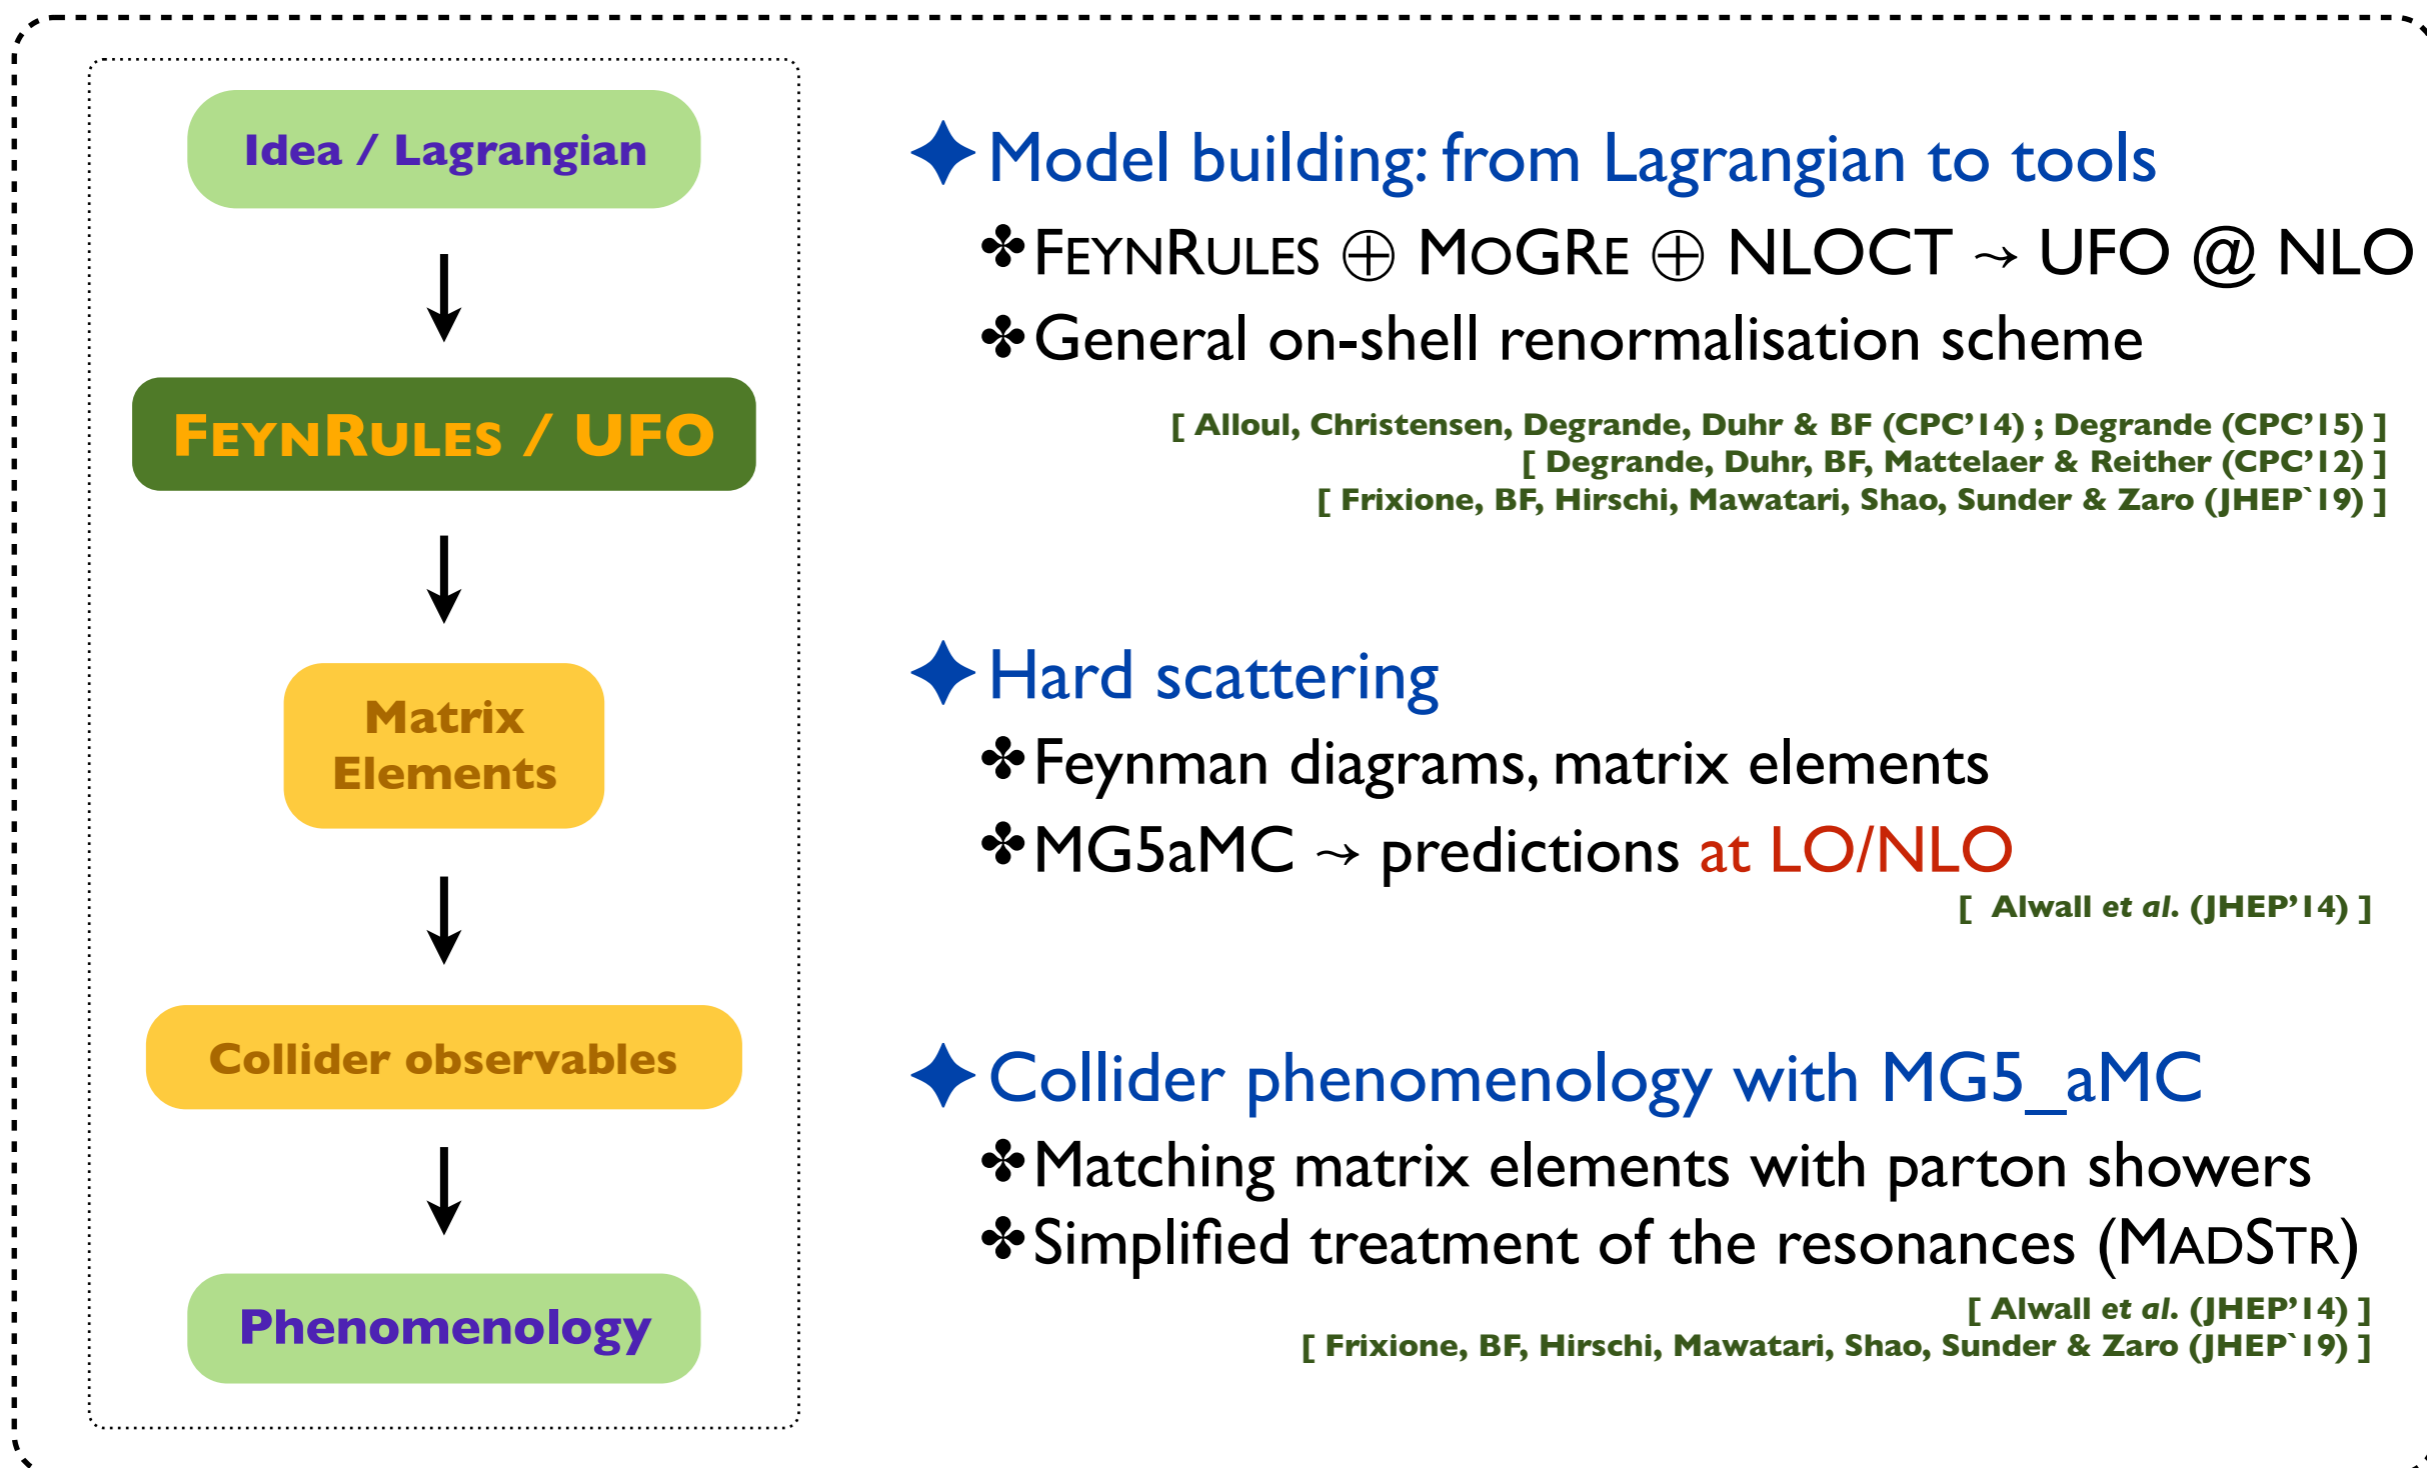 Idea / Lagrangian
FEYNRULES / UFO
Matrix
Elements
Collider observables
Phenomenology
✦ Model building: from Lagrangian to tools
✤ FEYNRULES ⊕ MOGRE ⊕ NLOCT ⤳ UFO @ NLO
✤ General on-shell renormalisation scheme
[ Alloul, Christensen, Degrande, Duhr & BF (CPC’14) ; Degrande (CPC’15) ]
[ Degrande, Duhr, BF, Mattelaer & Reither (CPC’12) ]
[ Frixione, BF, Hirschi, Mawatari, Shao, Sunder & Zaro (JHEP`19) ]
✦ Hard scattering
✤ Feynman diagrams, matrix elements
✤ MG5aMC ⤳ predictions at LO/NLO
[ Alwall et al. (JHEP’14) ]
✦ Collider phenomenology with MG5_aMC
✤ Matching matrix elements with parton showers
✤ Simplified treatment of the resonances (MADSTR)
[ Alwall et al. (JHEP’14) ]
[ Frixione, BF, Hirschi, Mawatari, Shao, Sunder & Zaro (JHEP`19) ]